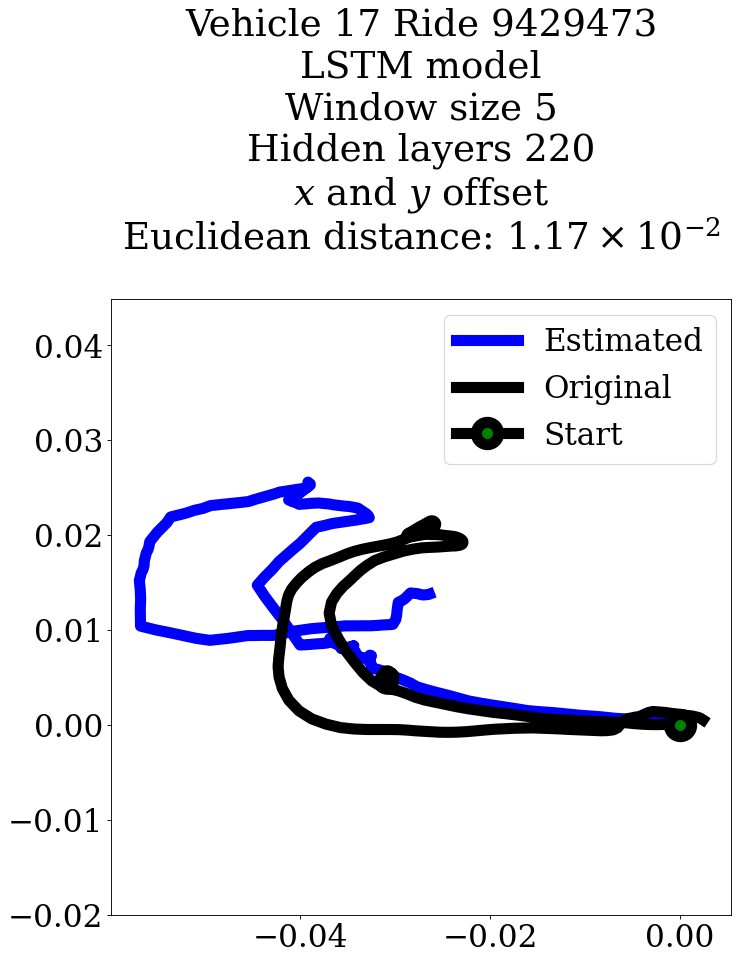 Vehicle 17 Ride 9429473
LSTM model
Window size 5
Hidden layers 220
x and y offset
Euclidean distance: 1.17 × 10⁻²
Estimated
Original
Start
0.04
0.03
0.02
0.01
0.00
−0.01
−0.02
−0.04 −0.02 0.00